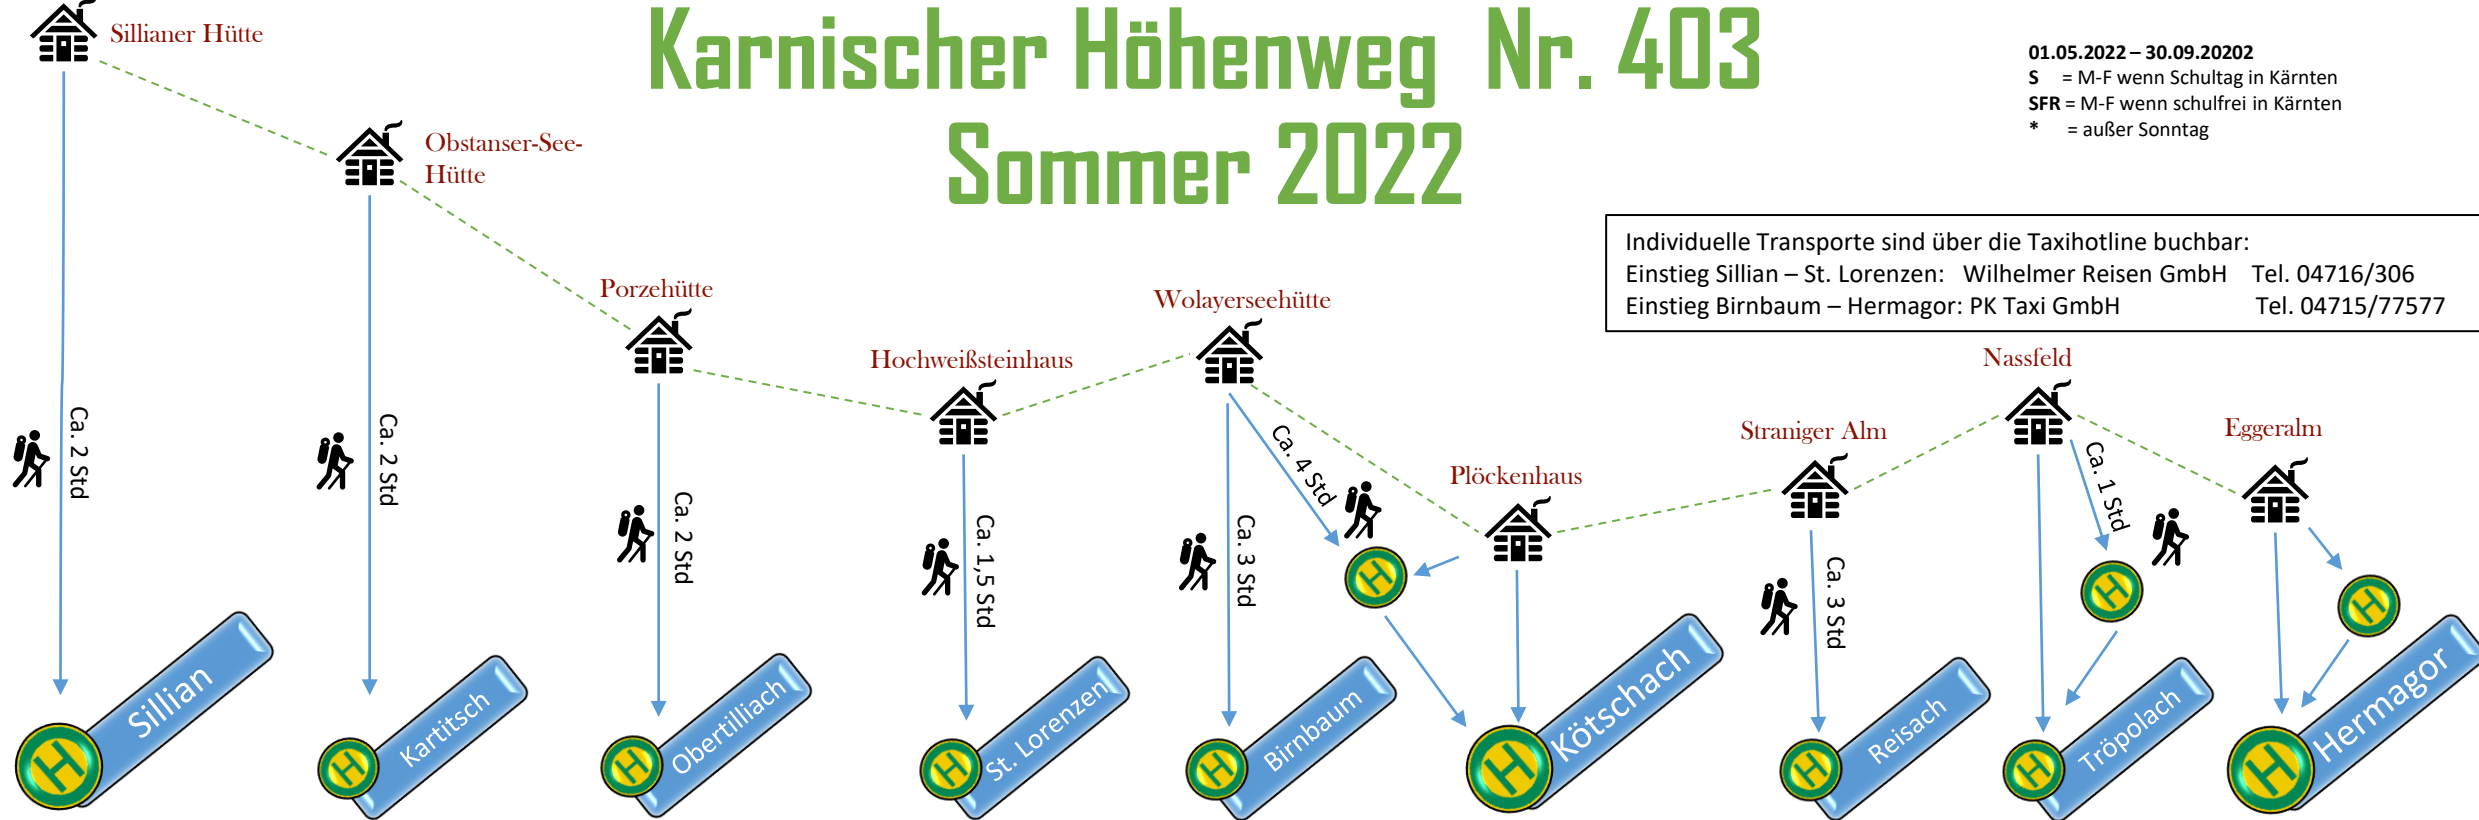 Karnischer Höhenweg Nr. 403
Sommer 2022
01.05.2022 – 30.09.20202
S = M-F wenn Schultag in Kärnten
SFR = M-F wenn schulfrei in Kärnten
* = außer Sonntag
Individuelle Transporte sind über die Taxihotline buchbar:
Einstieg Sillian – St. Lorenzen: Wilhelmer Reisen GmbH Tel. 04716/306
Einstieg Birnbaum – Hermagor: PK Taxi GmbH Tel. 04715/77577
Sillianer Hütte
Obstanser-See-
Hütte
Porzehütte
Hochweißsteinhaus
Wolayerseehütte
Plöckenhaus
Straniger Alm
Nassfeld
Eggeralm
Ca. 2 Std
Ca. 2 Std
Ca. 2 Std
Ca. 1,5 Std
Ca. 3 Std
Ca. 4 Std
Ca. 3 Std
Ca. 1 Std
H
H
H
H Sillian
H Kartitsch
H Obertilliach
H St. Lorenzen
H Birnbaum
H Kötschach
H Reisach
H Tröpolach
H Hermagor